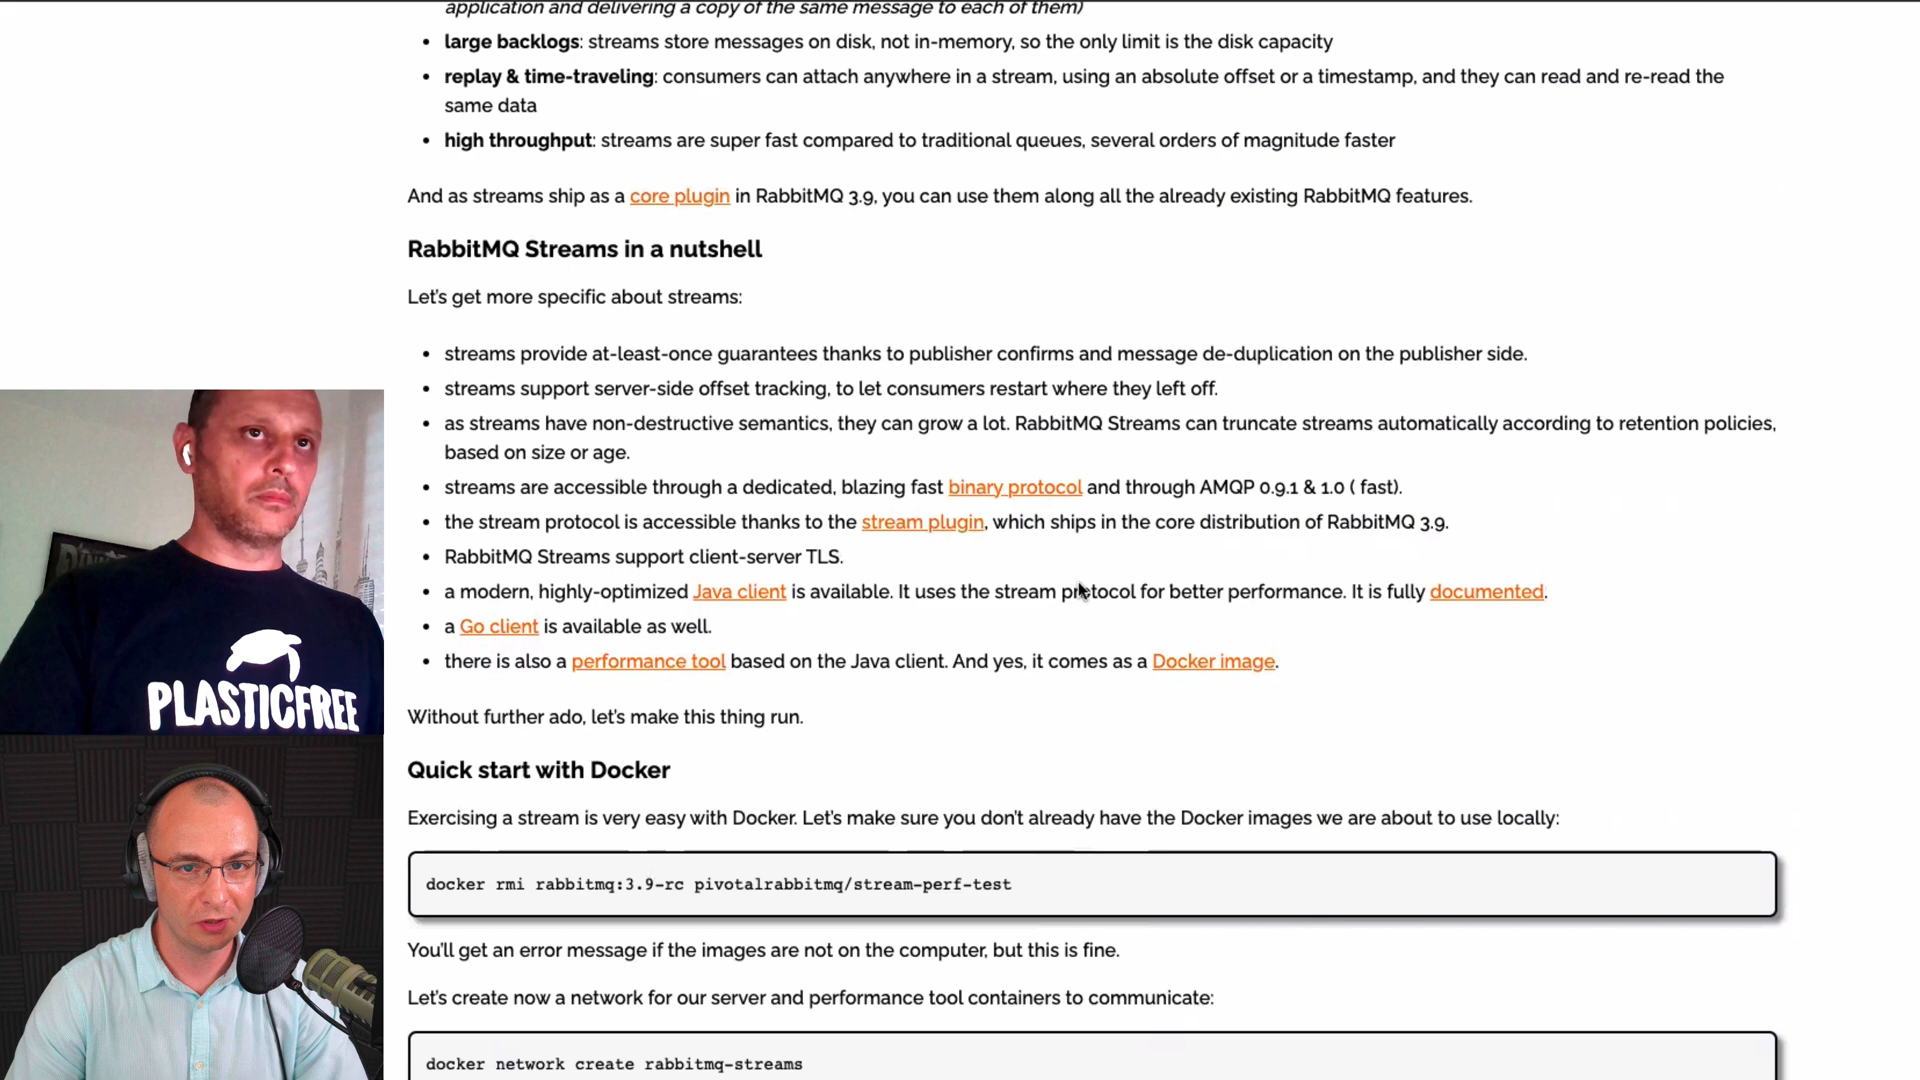 application and delivering a copy of the same message to each of them)
• large backlogs: streams store messages on disk, not in-memory, so the only limit is the disk capacity
• replay & time-traveling: consumers can attach anywhere in a stream, using an absolute offset or a timestamp, and they can read and re-read the
same data
• high throughput: streams are super fast compared to traditional queues, several orders of magnitude faster
And as streams ship as a core plugin in RabbitMQ 3.9, you can use them along all the already existing RabbitMQ features.
RabbitMQ Streams in a nutshell
Let's get more specific about streams:
• streams provide at-least-once guarantees thanks to publisher confirms and message de-duplication on the publisher side.
• streams support server-side offset tracking, to let consumers restart where they left off.
• as streams have non-destructive semantics, they can grow a lot. RabbitMQ Streams can truncate streams automatically according to retention policies,
based on size or age.
• streams are accessible through a dedicated, blazing fast binary protocol and through AMQP 0.9.1 & 1.0 ( fast).
• the stream protocol is accessible thanks to the stream plugin, which ships in the core distribution of RabbitMQ 3.9.
• RabbitMQ Streams support client-server TLS.
• a modern, highly-optimized Java client is available. It uses the stream protocol for better performance. It is fully documented.
• a Go client is available as well.
• there is also a performance tool based on the Java client. And yes, it comes as a Docker image.
PLASTICFREE
Without further ado, let's make this thing run.
Quick start with Docker
Exercising a stream is very easy with Docker. Let's make sure you don't already have the Docker images we are about to use locally:
docker rmi rabbitmq:3.9-rc pivotalrabbitmq/stream-perf-test
You'll get an error message if the images are not on the computer, but this is fine.
Let's create now a network for our server and performance tool containers to communicate:
docker network create rabbitmq-streams